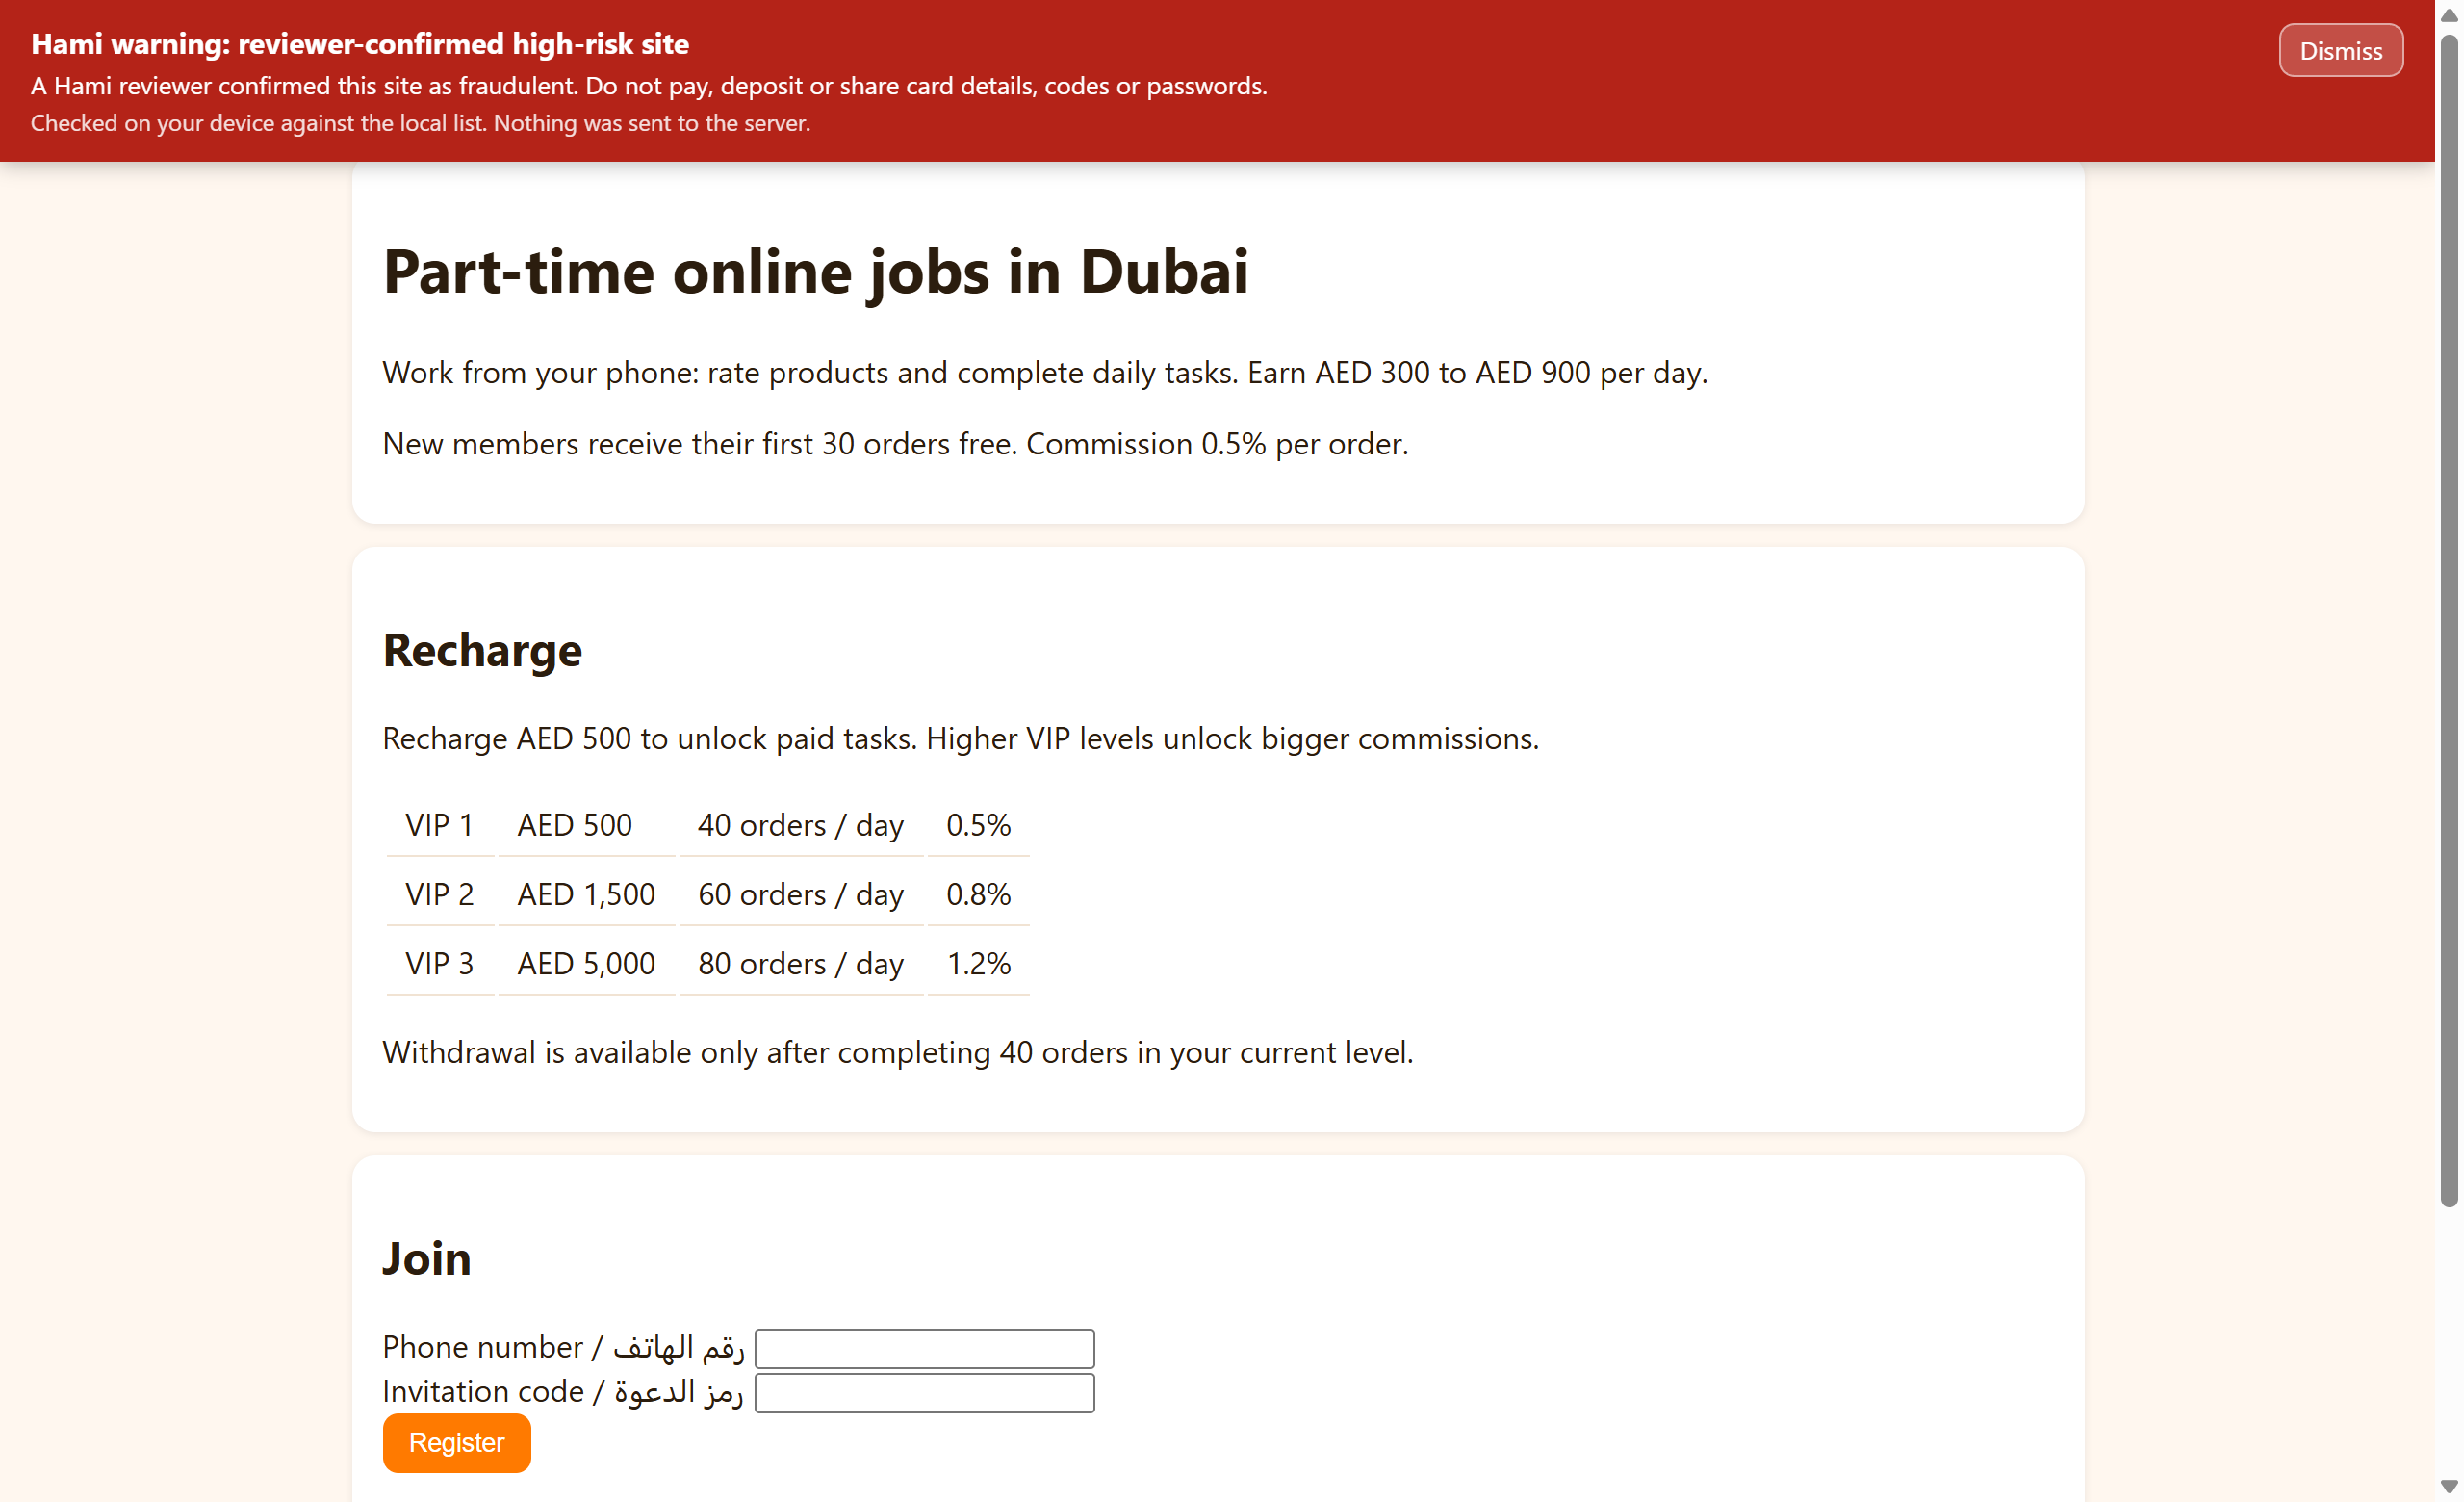 Hami warning: reviewer-confirmed high-risk site
Dismiss
A Hami reviewer confirmed this site as fraudulent. Do not pay, deposit or share card details, codes or passwords.
Checked on your device against the local list. Nothing was sent to the server.
Part-time online jobs in Dubai
Work from your phone: rate products and complete daily tasks. Earn AED 300 to AED 900 per day.
New members receive their first 30 orders free. Commission 0.5% per order.
Recharge
Recharge AED 500 to unlock paid tasks. Higher VIP levels unlock bigger commissions.
VIP 1 AED 500 40 orders / day 0.5%
VIP 2 AED 1,500 60 orders / day 0.8%
VIP 3 AED 5,000 80 orders / day 1.2%
Withdrawal is available only after completing 40 orders in your current level.
Join
Phone number / رقم الهاتف
Invitation code / رمز الدعوة
Register